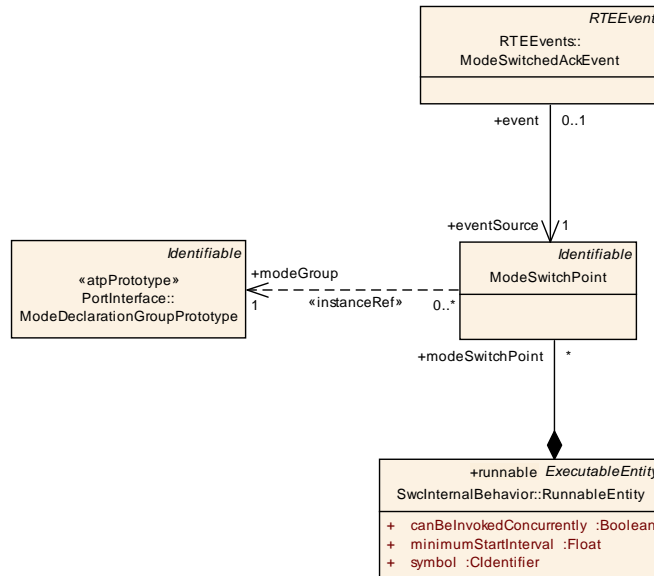 RTEEvent
RTEEvents::
ModeSwitchedAckEvent
+event 0..1
+eventSource 1
Identifiable
«atpPrototype»
PortInterface::
ModeDeclarationGroupPrototype
+modeGroup
1 «instanceRef» 0..*
Identifiable
ModeSwitchPoint
+modeSwitchPoint *
+runnable ExecutableEntity
SwcInternalBehavior::RunnableEntity
+ canBeInvokedConcurrently :Boolean
+ minimumStartInterval :Float
+ symbol :CIdentifier